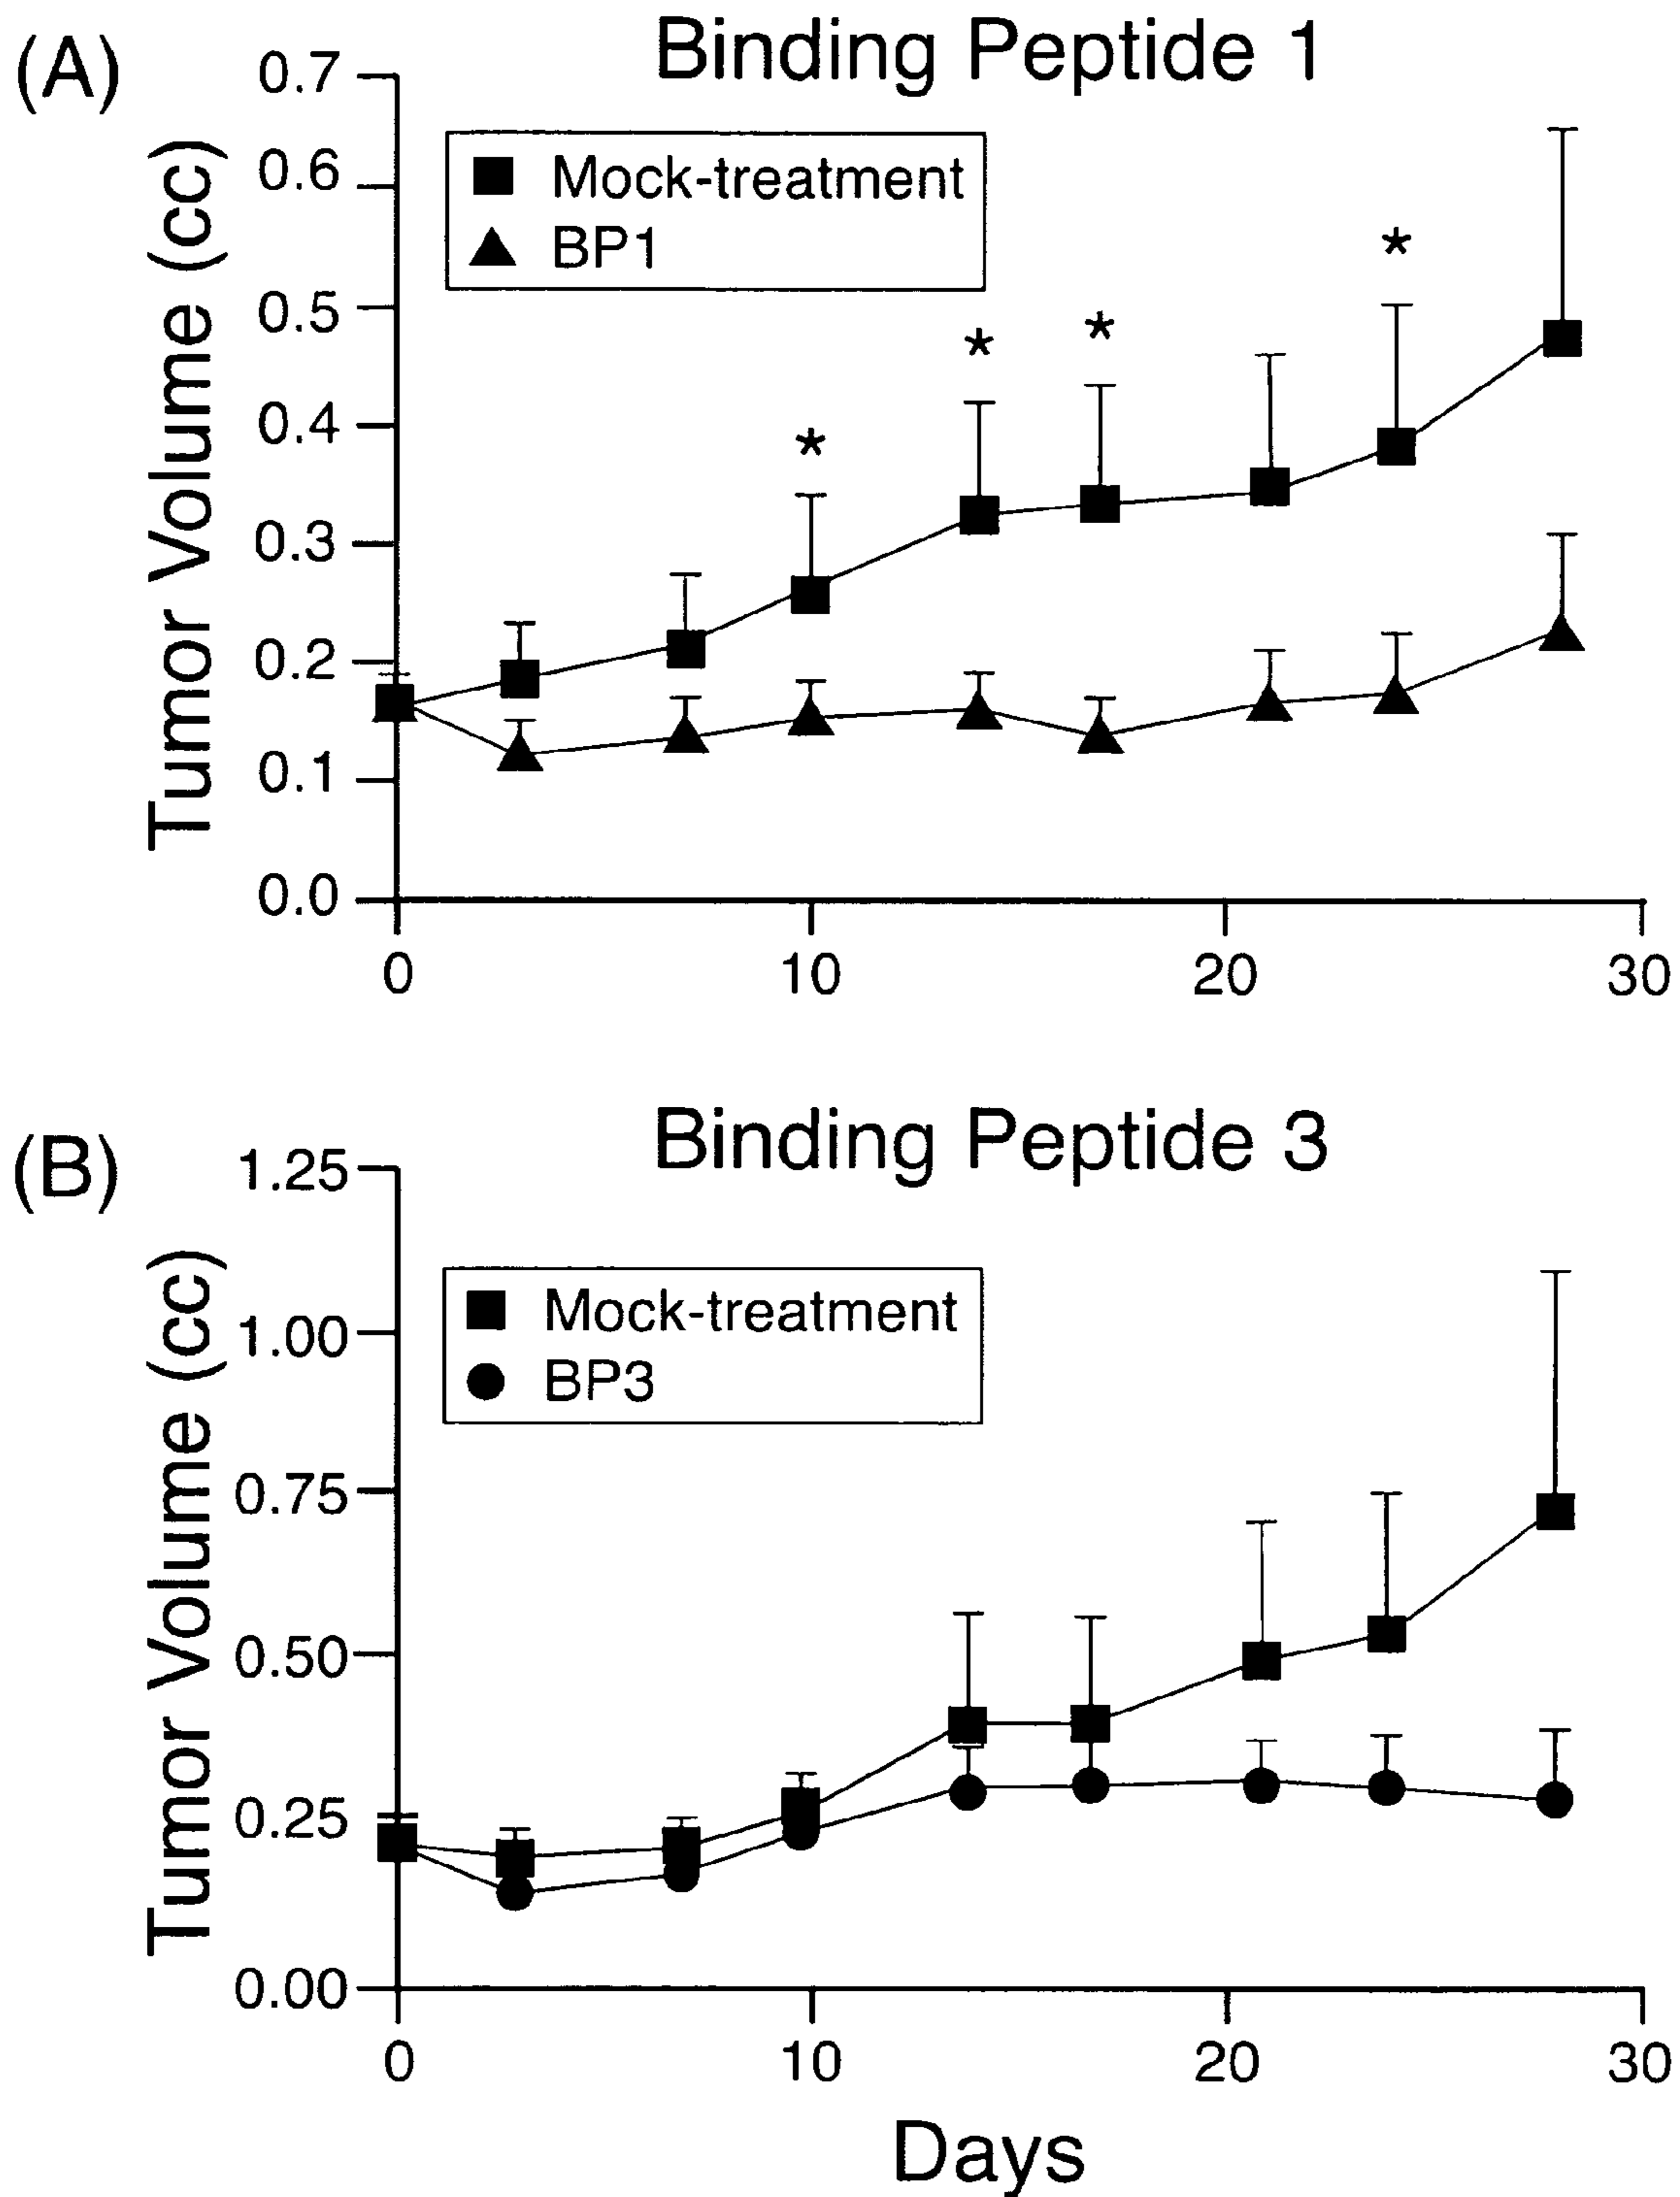 (A)
Binding Peptide 1
Tumor Volume (cc)
0.7
0.6
0.5
0.4
0.3
0.2
0.1
0.0
Mock-treatment
BP1
*
*
*
*
0
10
20
30
(B)
Binding Peptide 3
Tumor Volume (cc)
1.25
1.00
0.75
0.50
0.25
0.00
Mock-treatment
BP3
0
10
20
30
Days